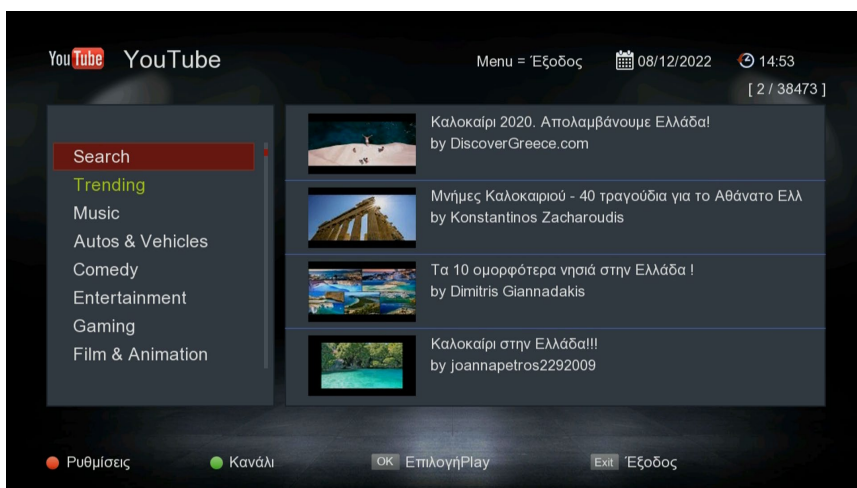 YouTube YouTube
Menu = Έξοδος 08/12/2022 14:53
[ 2 / 38473 ]
Search
Trending
Music
Autos & Vehicles
Comedy
Entertainment
Gaming
Film & Animation
Καλοκαίρι 2020. Απολαμβάνουμε Ελλάδα!
by DiscoverGreece.com
Μνήμες Καλοκαιριού - 40 τραγούδια για το Αθάνατο Ελλ
by Konstantinos Zacharoudis
Τα 10 ομορφότερα νησιά στην Ελλάδα !
by Dimitris Giannadakis
Καλοκαίρι στην Ελλάδα!!!
by joannapetros2292009
Ρυθμίσεις Κανάλι OK ΕπιλογήPlay Exit Έξοδος